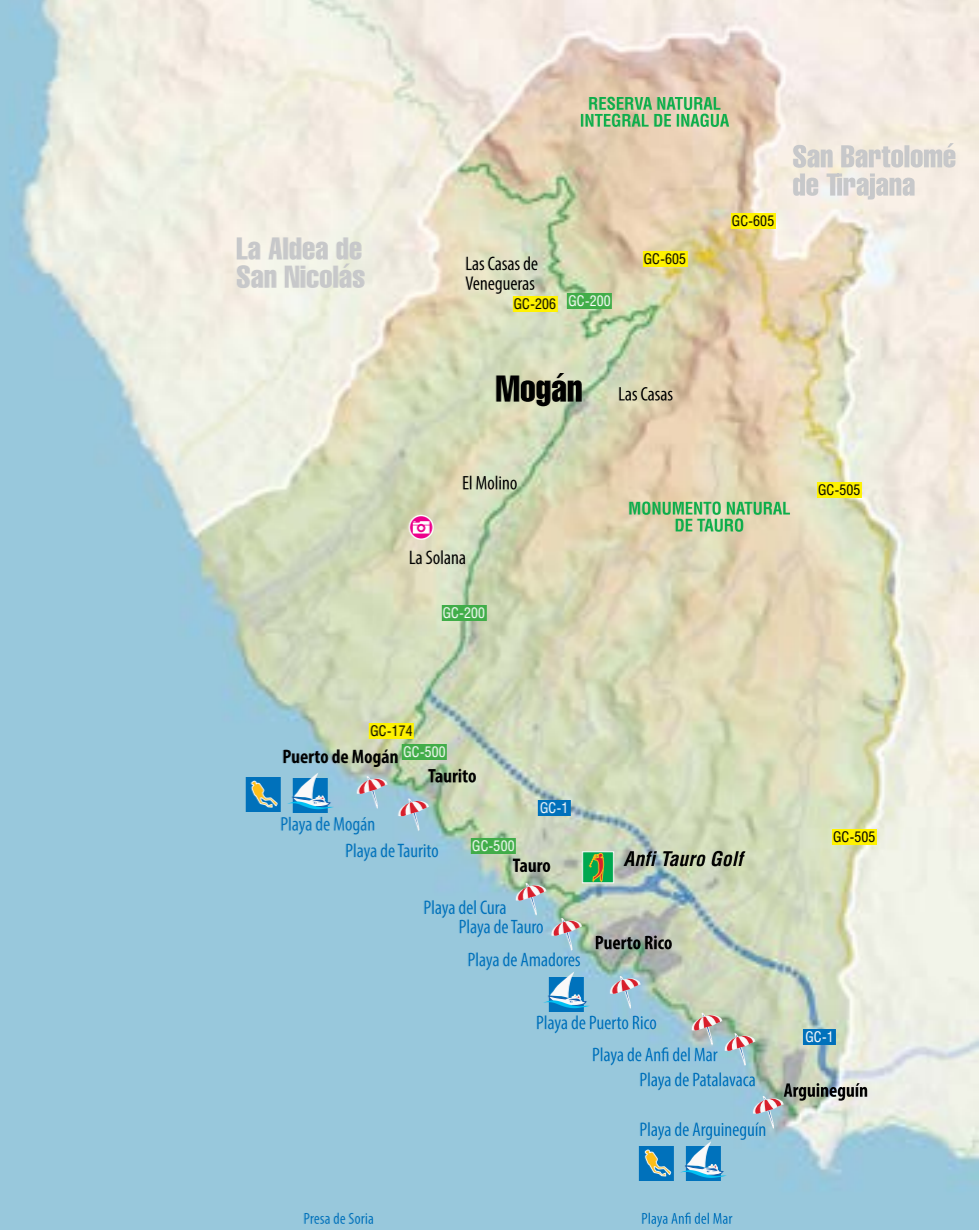 RESERVA NATURAL
INTEGRAL DE INAGUA
San Bartolomé
de Tirajana
GC-605
La Aldea de
San Nicolás
GC-605
Las Casas de
Venegueras
GC-206
GC-200
Mogán
Las Casas
El Molino
GC-505
MONUMENTO NATURAL
DE TAURO
La Solana
GC-200
GC-174
GC-500
Puerto de Mogán
Taurito
GC-1
Playa de Mogán
GC-505
Playa de Taurito
GC-500
Tauro
Anfi Tauro Golf
Playa del Cura
Playa de Tauro
Puerto Rico
Playa de Amadores
Playa de Puerto Rico
GC-1
Playa de Anfi del Mar
Playa de Patalavaca
Arguineguín
Playa de Arguineguín
Presa de Soria
Playa Anfi del Mar